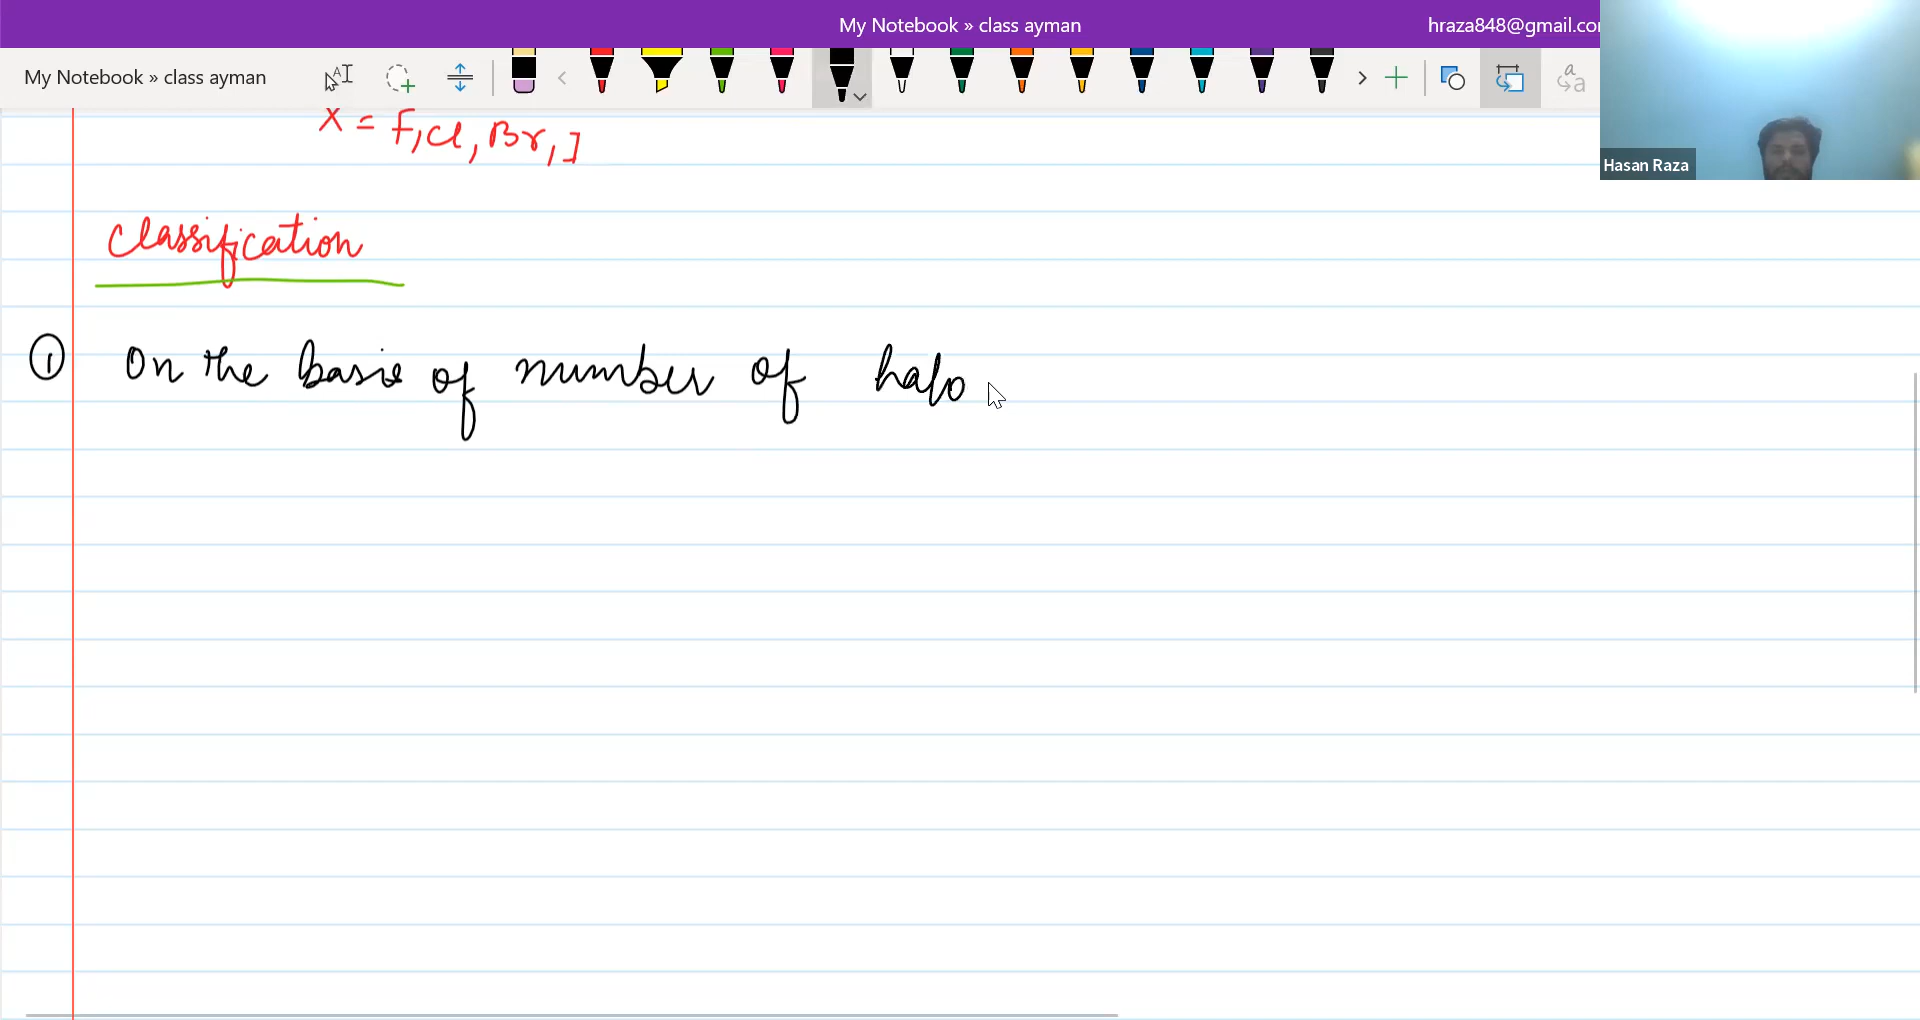 My Notebook » class ayman
hraza848@gmail.co
My Notebook » class ayman
Hasan Raza
X = F, Cl, Br, I
Classification
① On the basis of number of halo